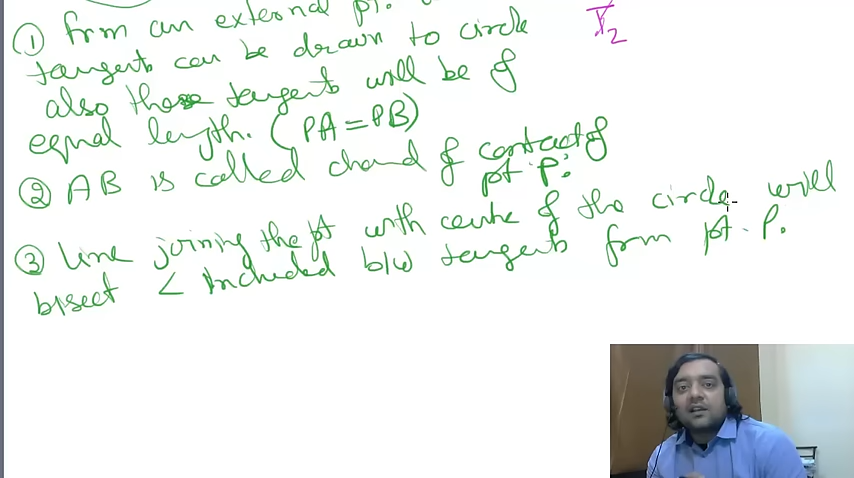 ① from an external pt.
tangents can be drawn to circle
also these tangents will be of
equal length. (PA = PB)
② AB is called chord of contact of
pt. P.
③ line joining the pt with centre of the circle will
bisect < included b/w tangents from pt. P.